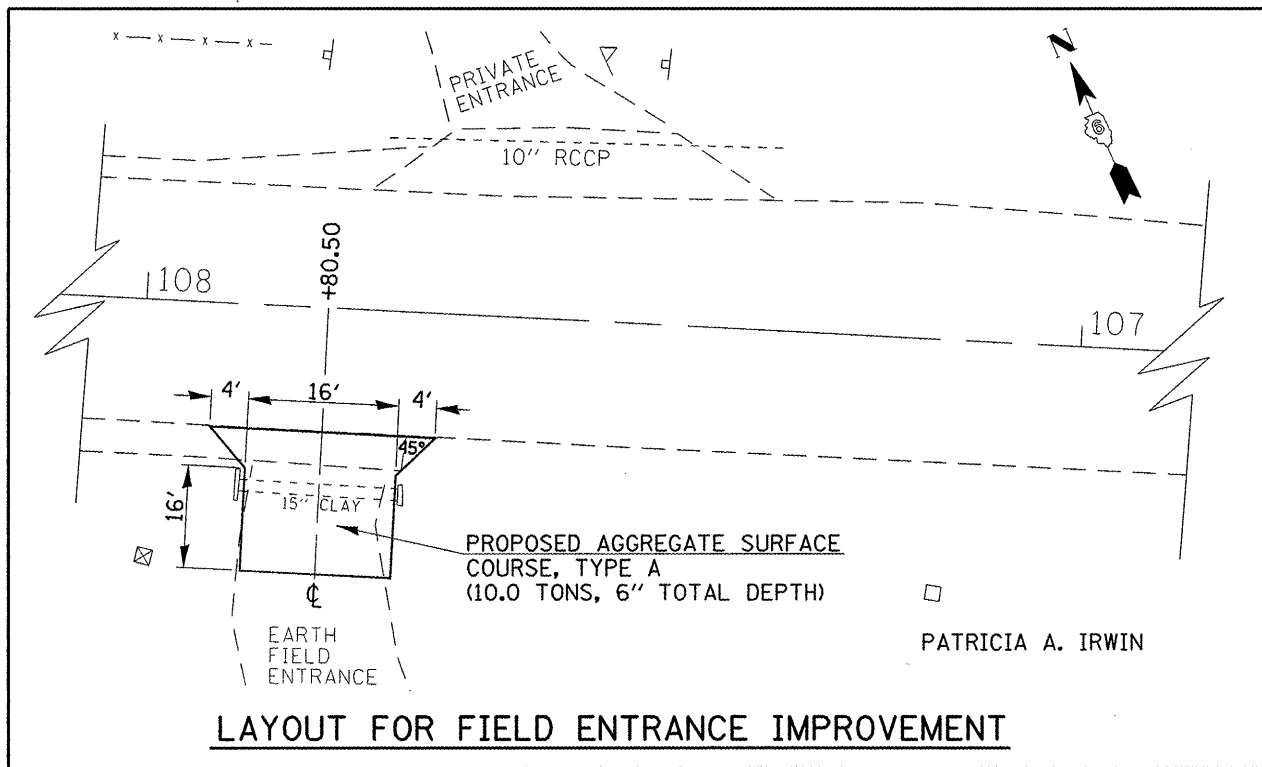 x x x x
N
PRIVATE
ENTRANCE
6
10" RCCP
+80.50
108
107
4'
16'
4'
45°
16'
15" CLAY
PROPOSED AGGREGATE SURFACE
COURSE, TYPE A
(10.0 TONS, 6" TOTAL DEPTH)
℄
EARTH
FIELD
ENTRANCE
PATRICIA A. IRWIN
LAYOUT FOR FIELD ENTRANCE IMPROVEMENT